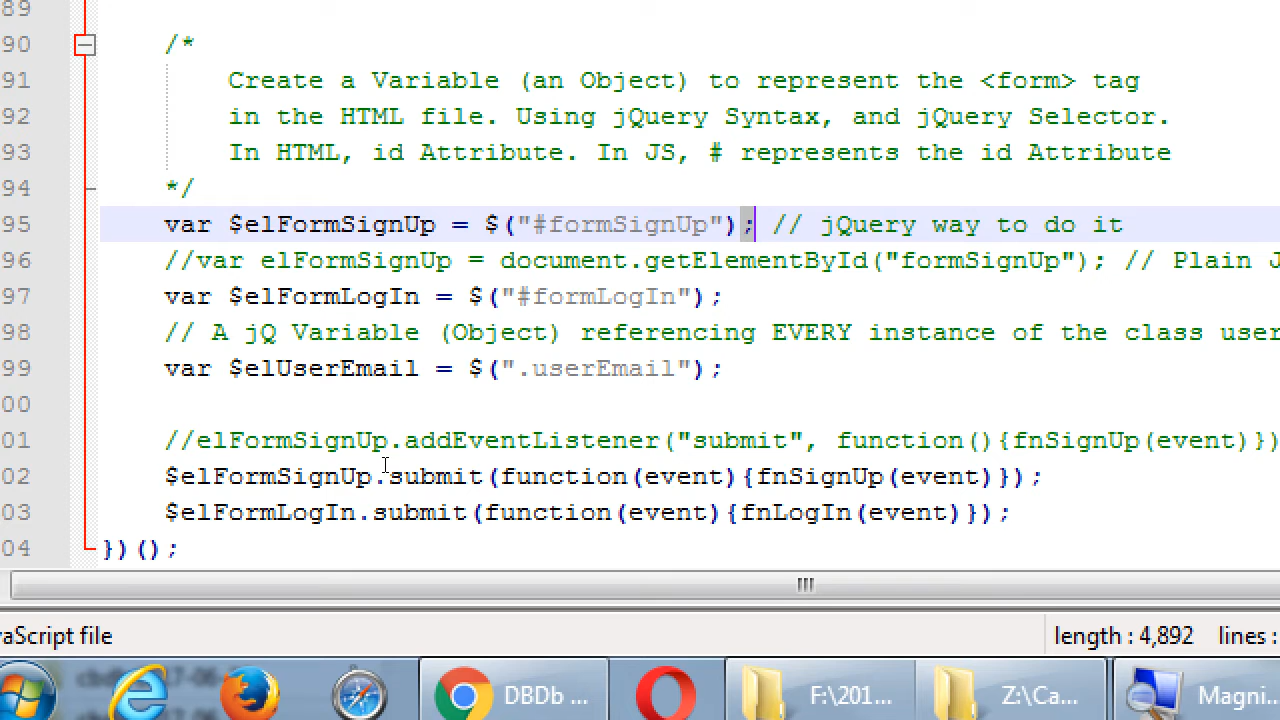 89
90 /*
91 Create a Variable (an Object) to represent the <form> tag
92 in the HTML file. Using jQuery Syntax, and jQuery Selector.
93 In HTML, id Attribute. In JS, # represents the id Attribute
94 */
95 var $elFormSignUp = $("#formSignUp"); // jQuery way to do it
96 //var elFormSignUp = document.getElementById("formSignUp"); // Plain J
97 var $elFormLogIn = $("#formLogIn");
98 // A jQ Variable (Object) referencing EVERY instance of the class user
99 var $elUserEmail = $(".userEmail");
00
01 //elFormSignUp.addEventListener("submit", function(){fnSignUp(event)})
02 $elFormSignUp.submit(function(event){fnSignUp(event)});
03 $elFormLogIn.submit(function(event){fnLogIn(event)});
04 })();
vaScript file length : 4,892 lines :
DBDb ... F:\201... Z:\Ca... Magni...